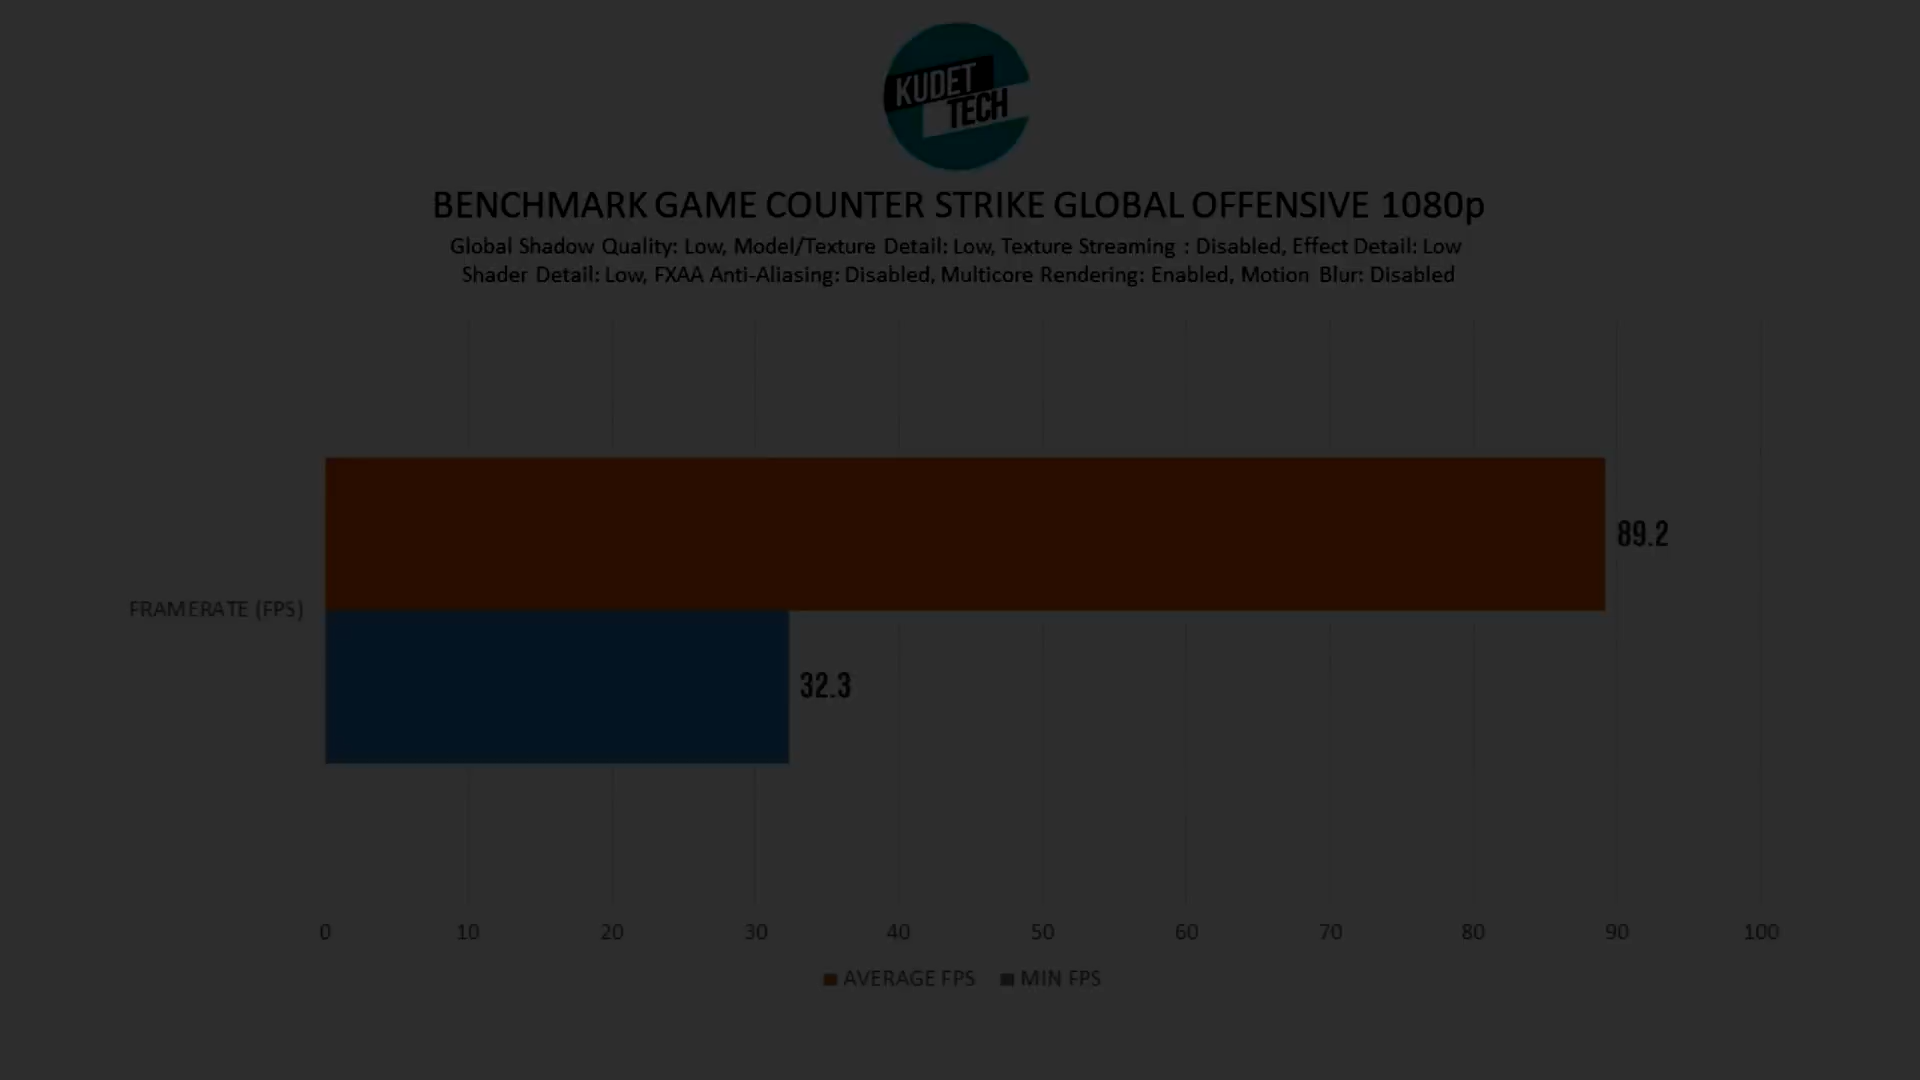 KUDET
TECH
BENCHMARK GAME COUNTER STRIKE GLOBAL OFFENSIVE 1080p
Global Shadow Quality: Low, Model/Texture Detail: Low, Texture Streaming : Disabled, Effect Detail: Low
Shader Detail: Low, FXAA Anti-Aliasing: Disabled, Multicore Rendering: Enabled, Motion Blur: Disabled
89.2
FRAMERATE (FPS)
32.3
0 10 20 30 40 50 60 70 80 90 100
AVERAGE FPS MIN FPS